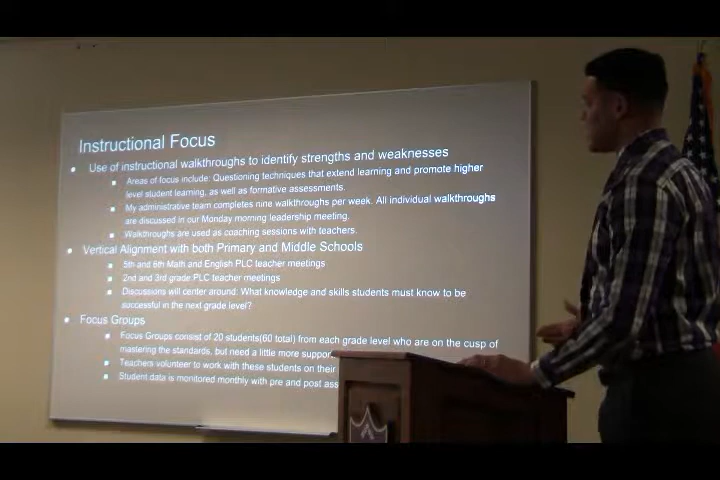 Instructional Focus
Use of instructional walkthroughs to identify strengths and weaknesses
Areas of focus include: Questioning techniques that extend learning and promote higher
level student learning, as well as formative assessments.
My administrative team completes nine walkthroughs per week. All individual walkthroughs
are discussed in our Monday morning leadership meeting.
Walkthroughs are used as coaching sessions with teachers.
Vertical Alignment with both Primary and Middle Schools
5th and 6th Math and English PLC teacher meetings
2nd and 3rd grade PLC teacher meetings
Discussions will center around: What knowledge and skills students must know to be
successful in the next grade level?
Focus Groups
Focus Groups consist of 20 students(60 total) from each grade level who are on the cusp of
mastering the standards, but need a little more suppor
Teachers volunteer to work with these students on their
Student data is monitored monthly with pre and post ass